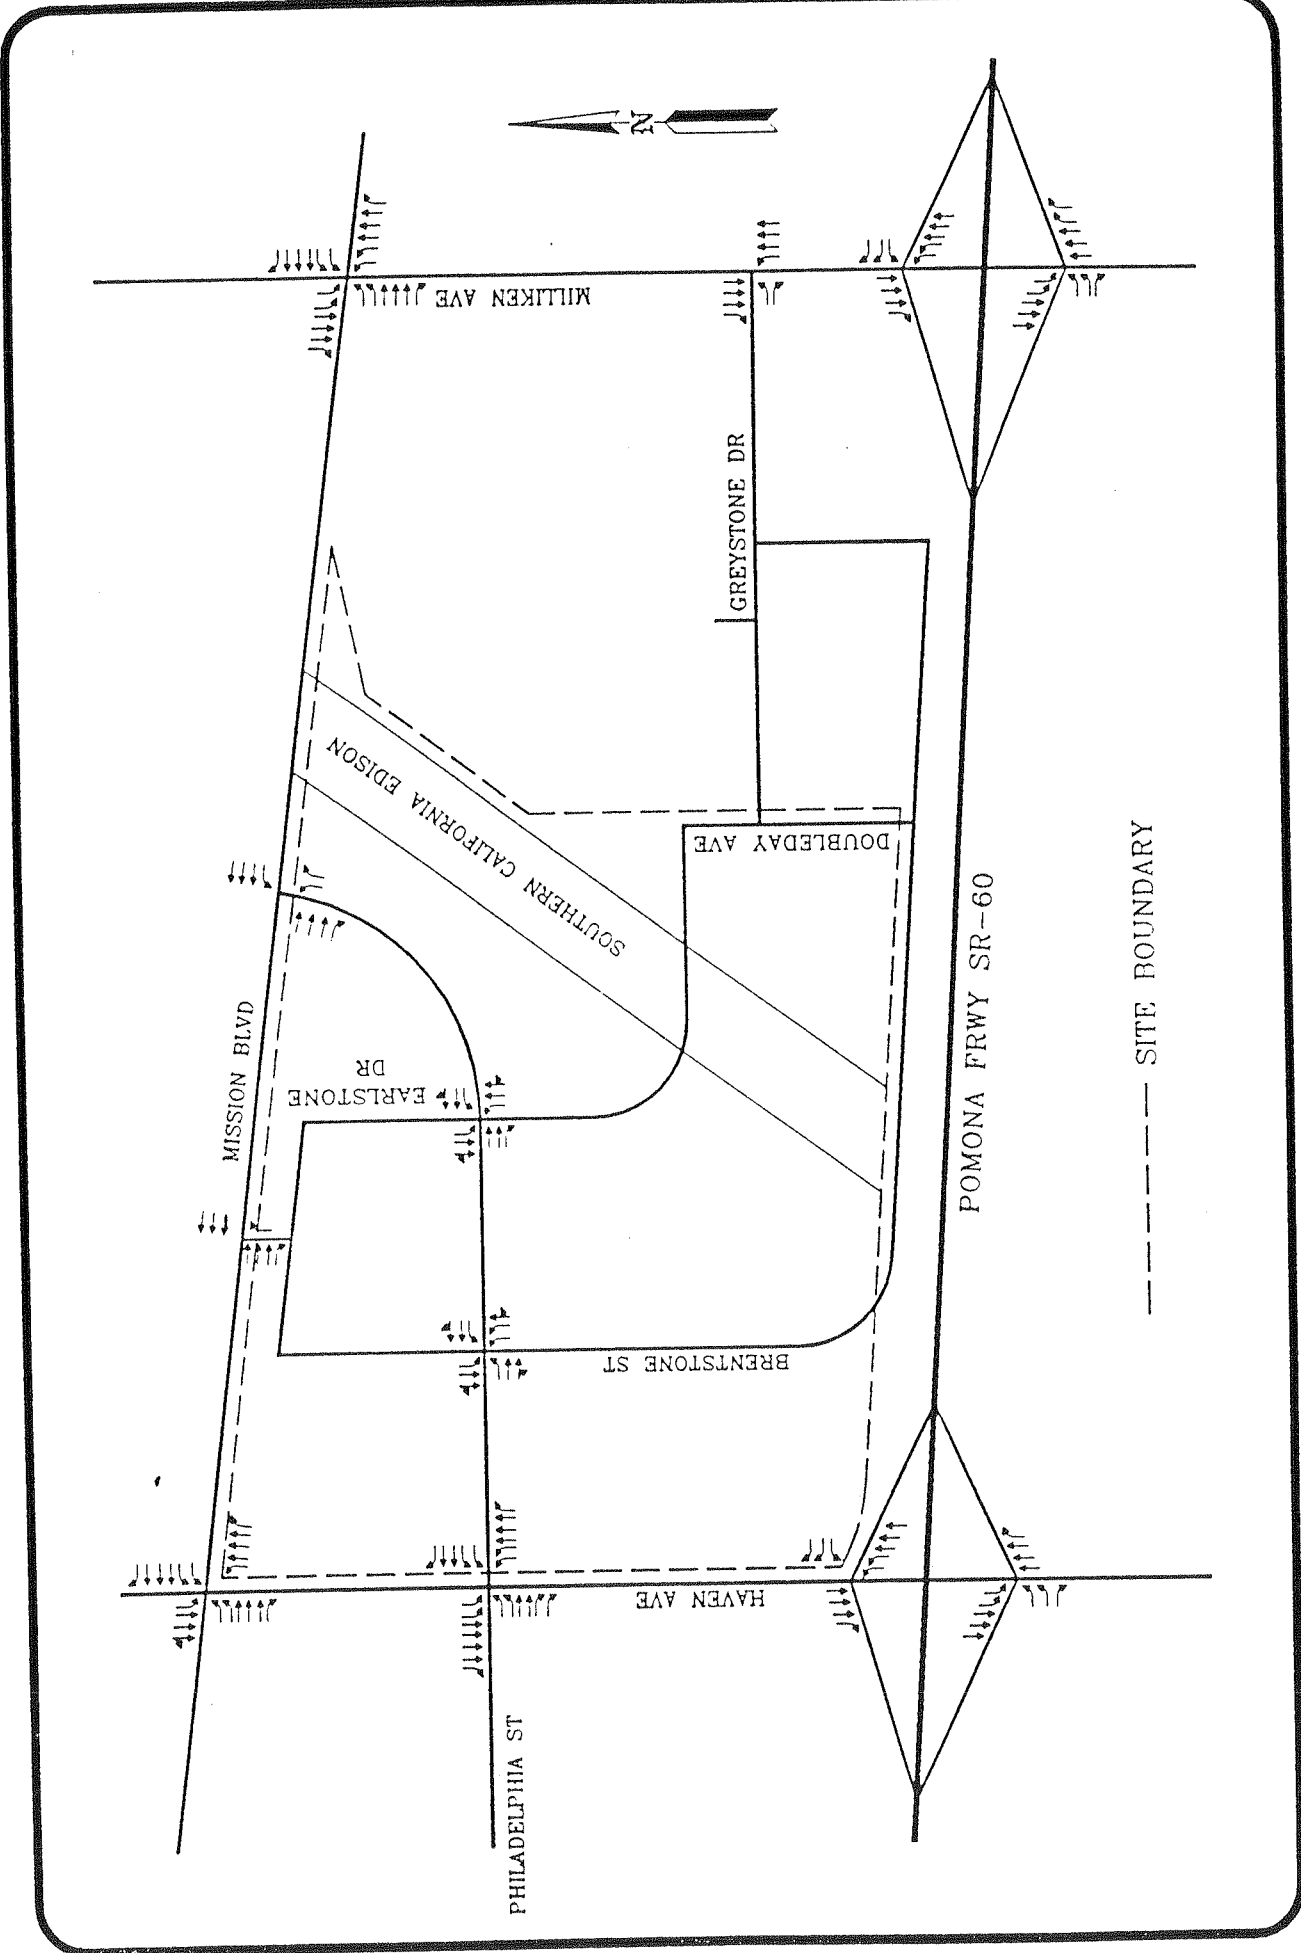 N
MISSION BLVD
MILLIKEN AVE
SOUTHERN CALIFORNIA EDISON
EARLSTONE
DR
GREYSTONE DR
DOUBLEDAY AVE
BRENTSTONE ST
HAVEN AVE
PHILADELPHIA ST
POMONA FRWY SR-60
SITE BOUNDARY